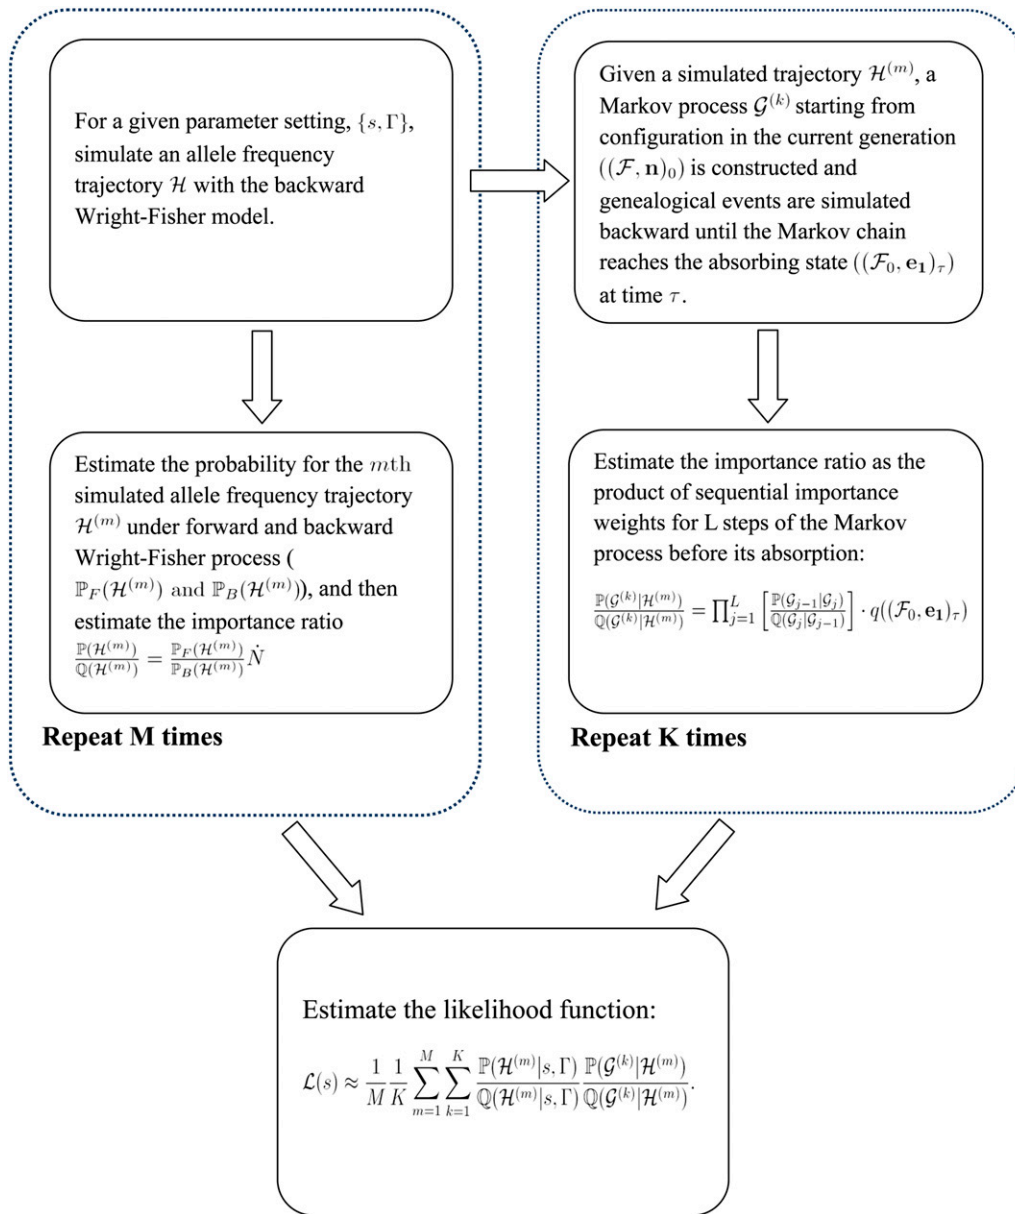 For a given parameter setting, {s, Γ},
simulate an allele frequency
trajectory ℋ with the backward
Wright-Fisher model.
Estimate the probability for the mth
simulated allele frequency trajectory
ℋ^(m) under forward and backward
Wright-Fisher process (
ℙ_F(ℋ^(m)) and ℙ_B(ℋ^(m))), and then
estimate the importance ratio
ℙ(ℋ^(m))/ℚ(ℋ^(m)) = ℙ_F(ℋ^(m))/ℙ_B(ℋ^(m)) Ṅ
Repeat M times
Given a simulated trajectory ℋ^(m), a
Markov process 𝒢^(k) starting from
configuration in the current generation
((ℱ, n)_0) is constructed and
genealogical events are simulated
backward until the Markov chain
reaches the absorbing state ((ℱ_0, e_1)_τ)
at time τ.
Estimate the importance ratio as the
product of sequential importance
weights for L steps of the Markov
process before its absorption:
ℙ(𝒢^(k)|ℋ^(m))/ℚ(𝒢^(k)|ℋ^(m)) = ∏_{j=1}^{L} [ℙ(𝒢_{j-1}|𝒢_j)/ℚ(𝒢_j|𝒢_{j-1})] · q((ℱ_0, e_1)_τ)
Repeat K times
Estimate the likelihood function:
ℒ(s) ≈ 1/M 1/K ∑_{m=1}^{M} ∑_{k=1}^{K} ℙ(ℋ^(m)|s, Γ)/ℚ(ℋ^(m)|s, Γ) ℙ(𝒢^(k)|ℋ^(m))/ℚ(𝒢^(k)|ℋ^(m)).